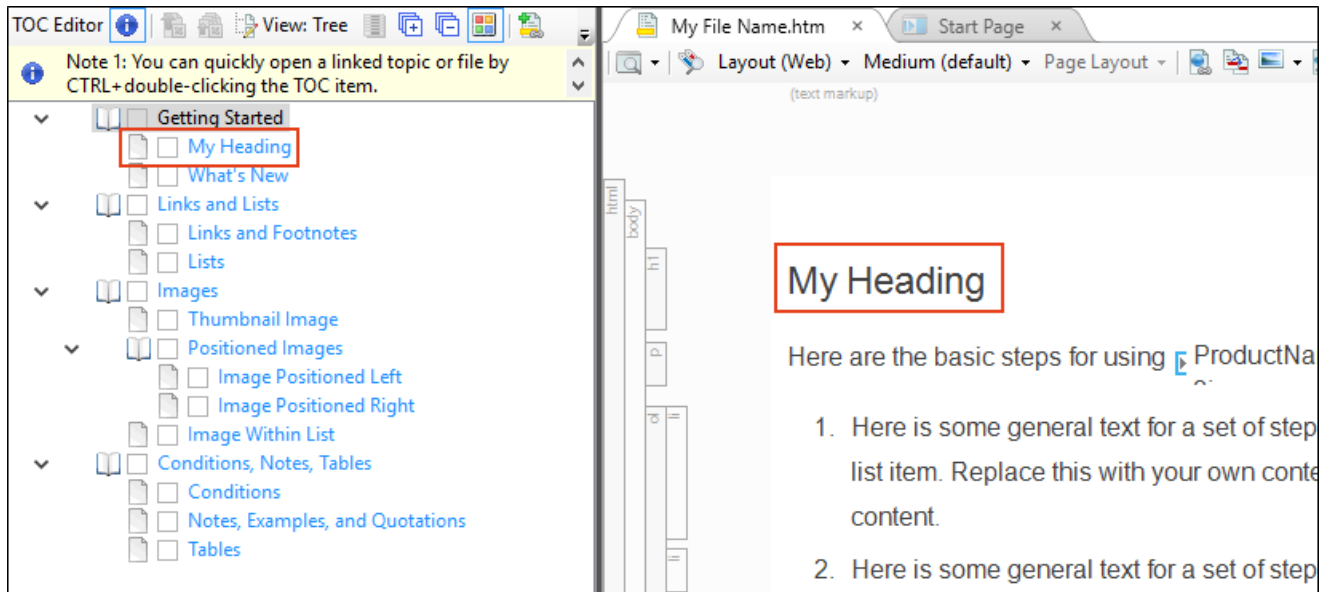 TOC Editor View: Tree
Note 1: You can quickly open a linked topic or file by
CTRL+double-clicking the TOC item.
Getting Started
My Heading
What's New
Links and Lists
Links and Footnotes
Lists
Images
Thumbnail Image
Positioned Images
Image Positioned Left
Image Positioned Right
Image Within List
Conditions, Notes, Tables
Conditions
Notes, Examples, and Quotations
Tables
My File Name.htm × Start Page ×
Layout (Web) Medium (default) Page Layout
(text markup)
html
body
h1
p
ol
li
li
My Heading
Here are the basic steps for using ProductNa
1. Here is some general text for a set of step
list item. Replace this with your own conte
content.
2. Here is some general text for a set of step